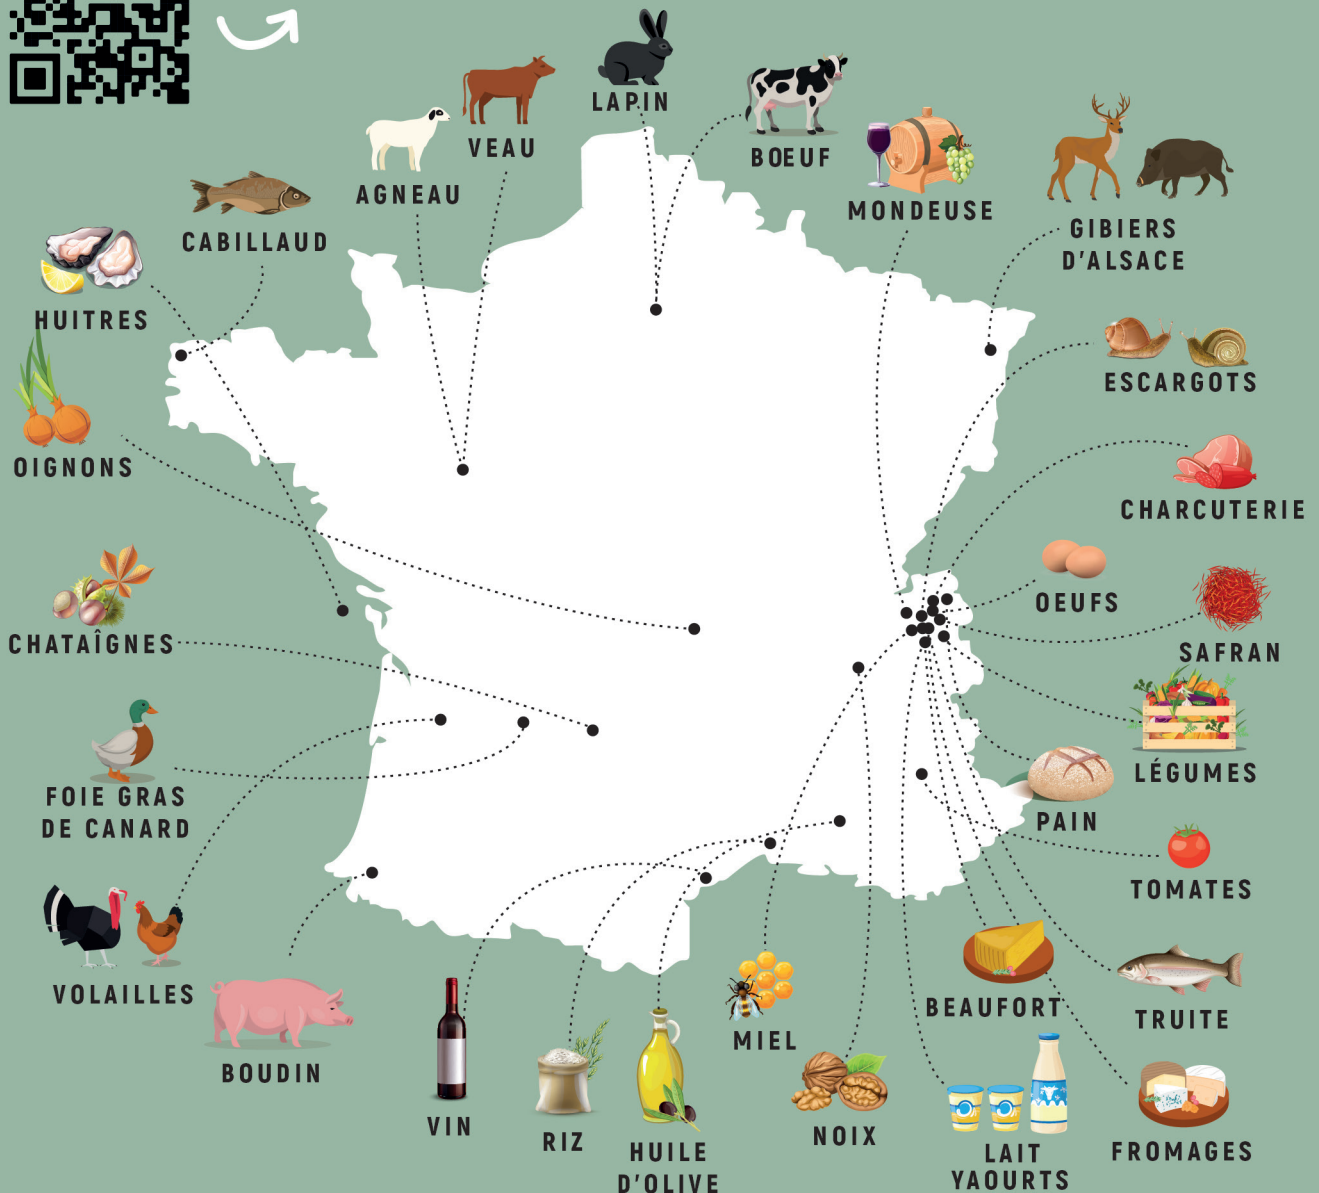 LAPIN
VEAU
BŒUF
AGNEAU
MONDEUSE
GIBIERS
D'ALSACE
CABILLAUD
HUITRES
ESCARGOTS
OIGNONS
CHARCUTERIE
OEUFS
CHATAÎGNES
SAFRAN
LÉGUMES
FOIE GRAS
DE CANARD
PAIN
TOMATES
VOLAILLES
BEAUFORT
TRUITE
MIEL
BOUDIN
VIN
RIZ
NOIX
HUILE
D'OLIVE
LAIT
YAOURTS
FROMAGES